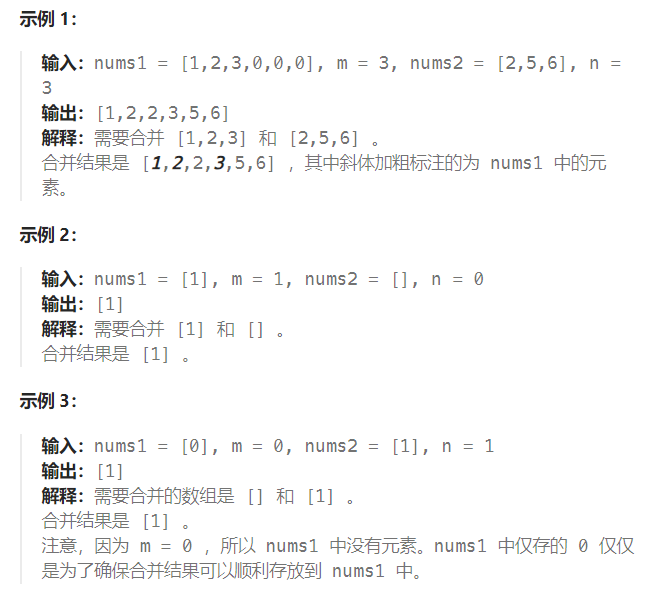 示例 1：
输入：nums1 = [1,2,3,0,0,0], m = 3, nums2 = [2,5,6], n =
3
输出：[1,2,2,3,5,6]
解释：需要合并 [1,2,3] 和 [2,5,6] 。
合并结果是 [1,2,2,3,5,6] ，其中斜体加粗标注的为 nums1 中的元
素。
示例 2：
输入：nums1 = [1], m = 1, nums2 = [], n = 0
输出：[1]
解释：需要合并 [1] 和 [] 。
合并结果是 [1] 。
示例 3：
输入：nums1 = [0], m = 0, nums2 = [1], n = 1
输出：[1]
解释：需要合并的数组是 [] 和 [1] 。
合并结果是 [1] 。
注意，因为 m = 0 ，所以 nums1 中没有元素。nums1 中仅存的 0 仅仅
是为了确保合并结果可以顺利存放到 nums1 中。